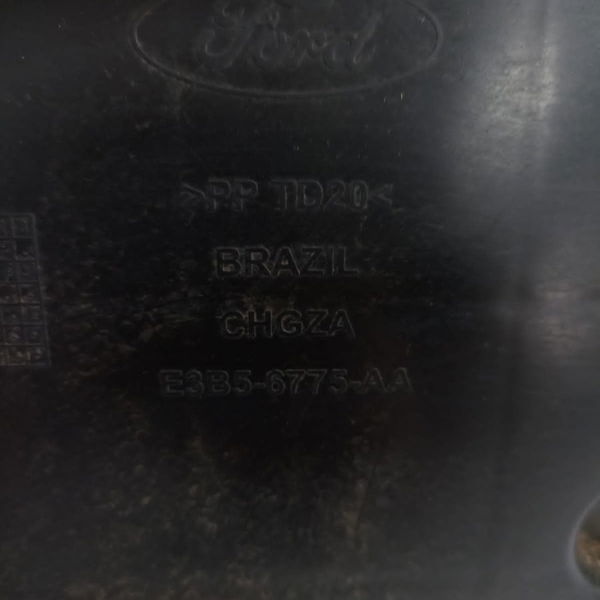 Ford
>PP TD20<
BRAZIL
CHGZA
E3B5-6775-AA